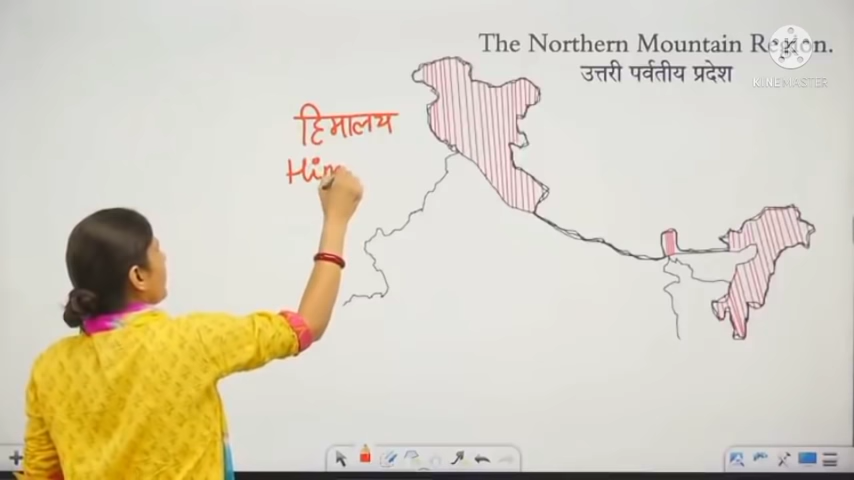 The Northern Mountain Region.
उत्तरी पर्वतीय प्रदेश
KINEMASTER
हिमालय